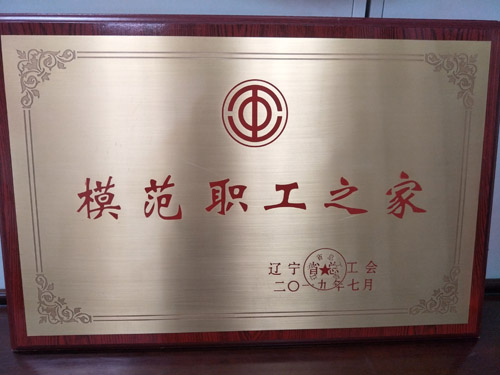 模范职工之家
辽宁省总工会
二〇一九年七月